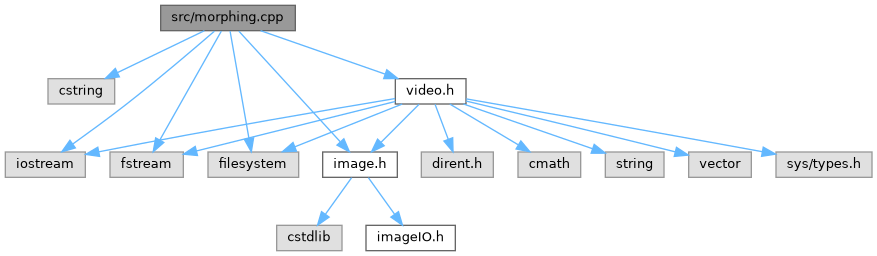 src/morphing.cpp
cstring
video.h
iostream
fstream
filesystem
image.h
dirent.h
cmath
string
vector
sys/types.h
cstdlib
imageIO.h